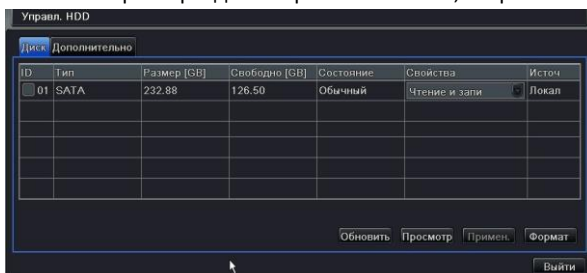 Управл. HDD
Диск Дополнительно
ID Тип Размер [GB] Свободно [GB] Состояние Свойства Источ
01 SATA 232.88 126.50 Обычный Чтение и запи Локал
Обновить Просмотр Примен. Формат
Выйти